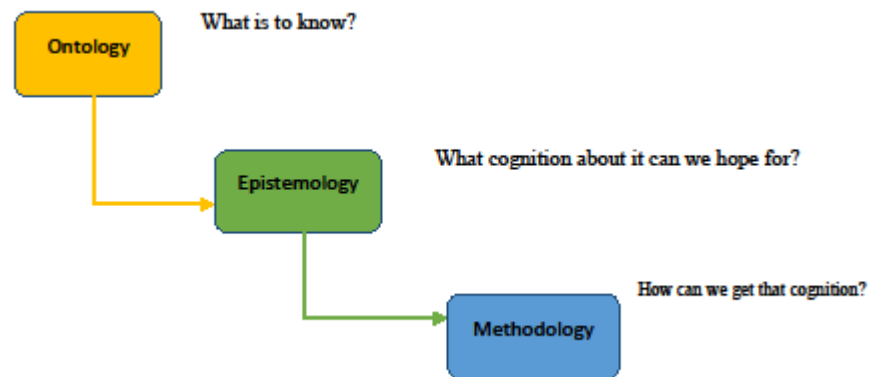 What is to know?
Ontology
What cognition about it can we hope for?
Epistemology
How can we get that cognition?
Methodology